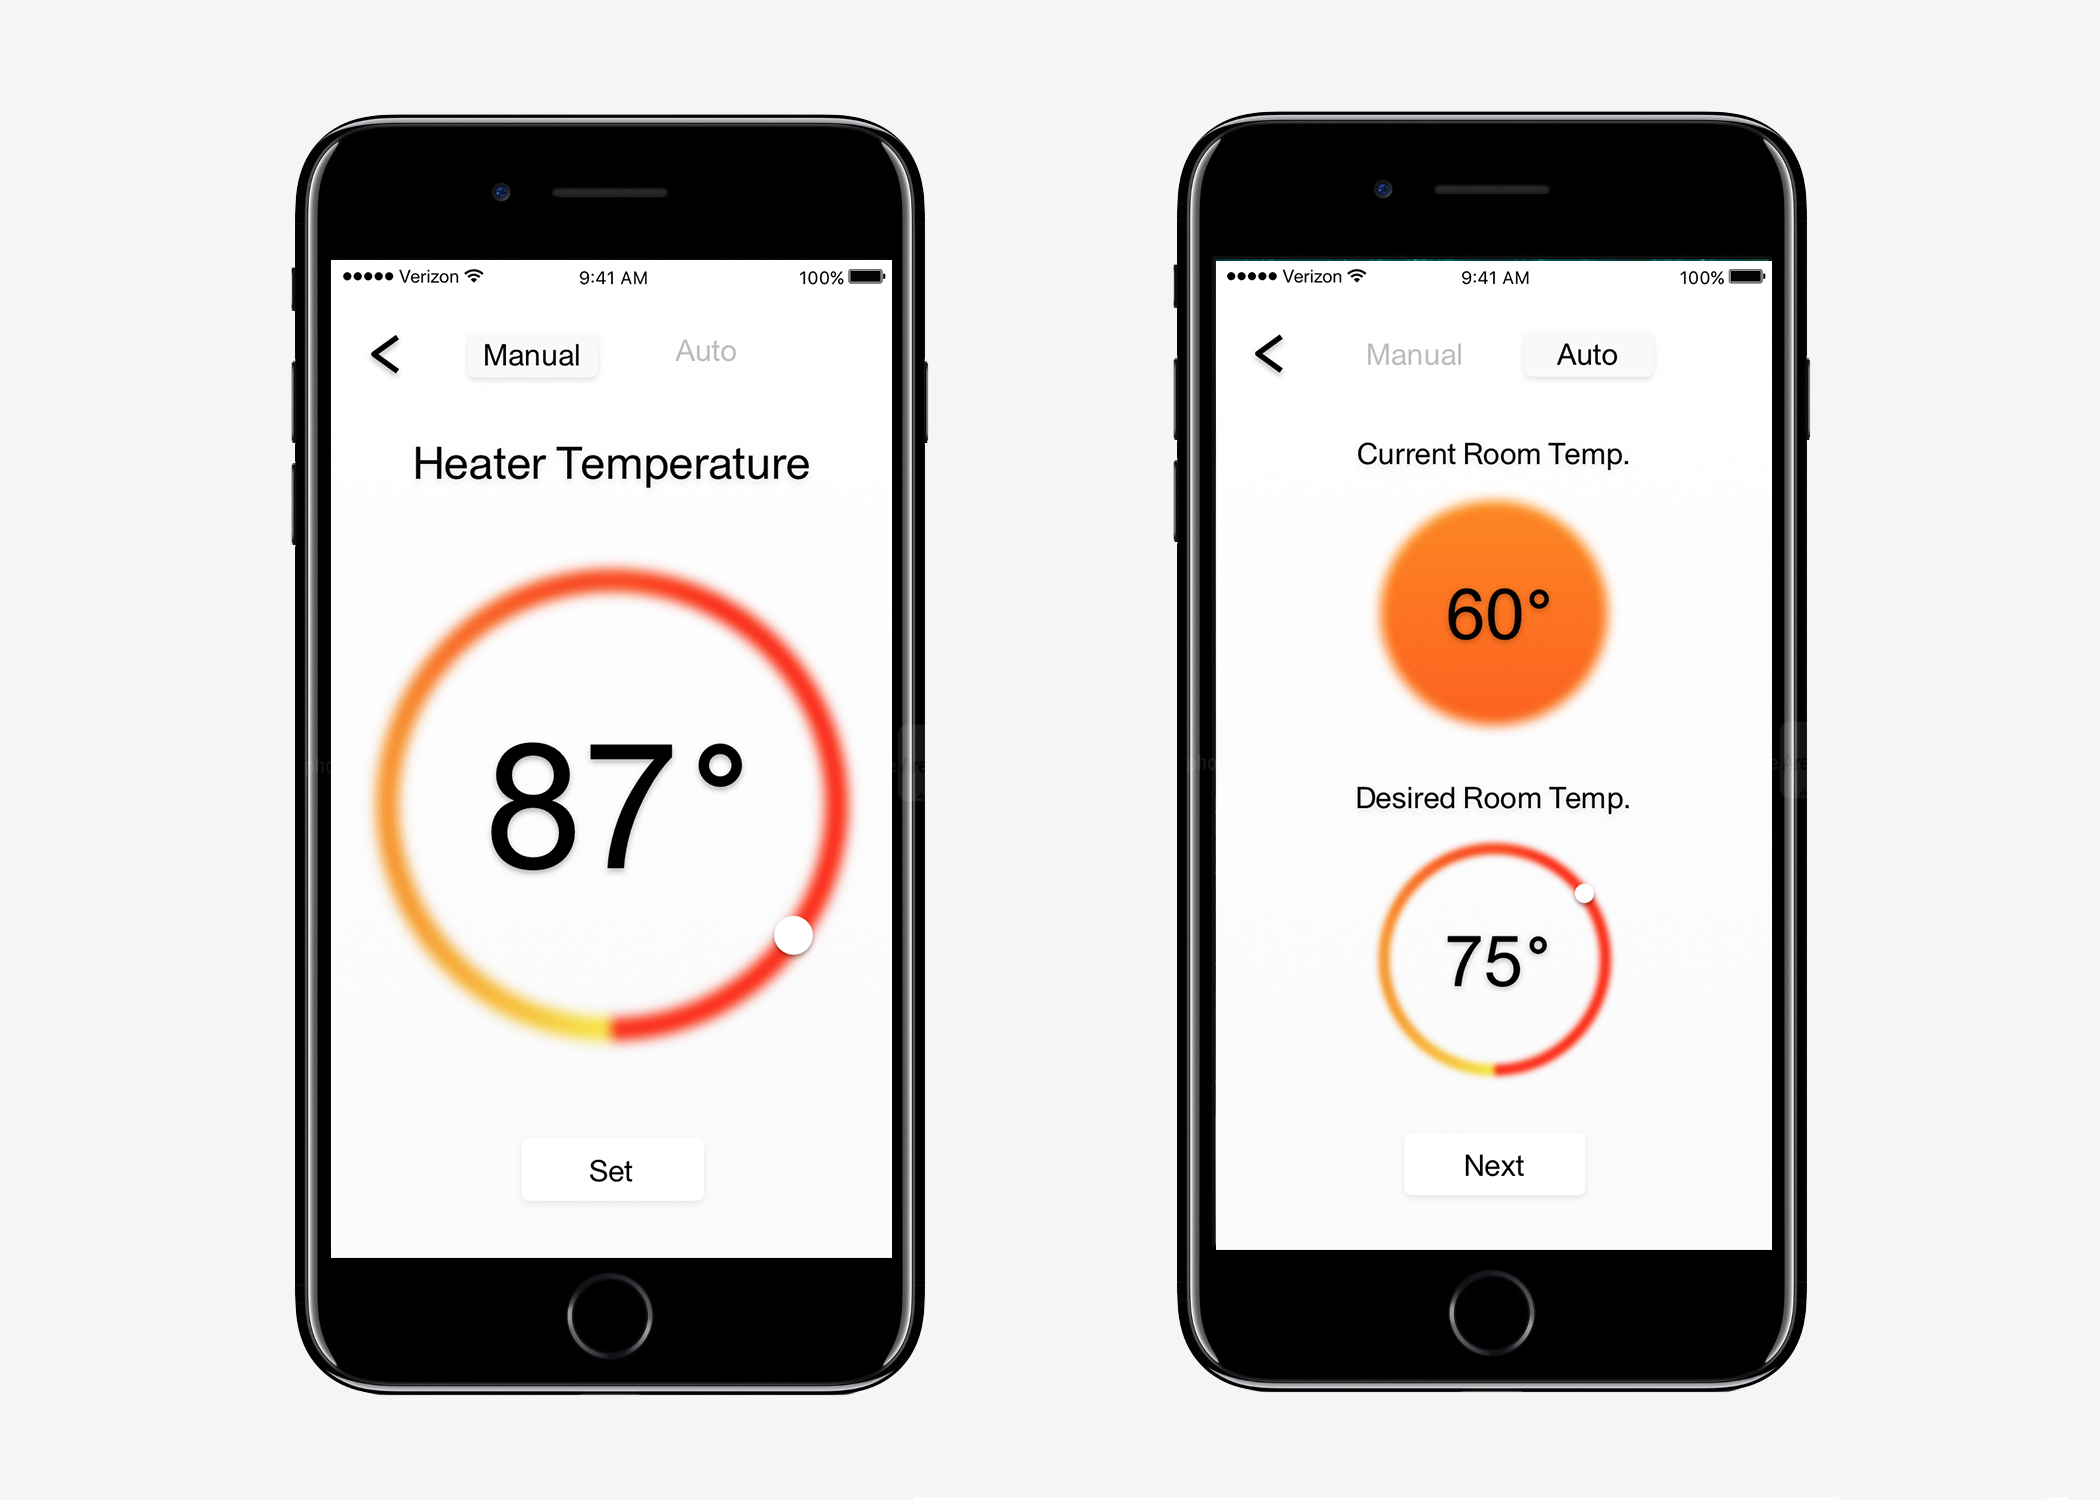 ●●●●● Verizon 9:41 AM 100%
Manual Auto
Heater Temperature
87°
Set
●●●●● Verizon 9:41 AM 100%
Manual Auto
Current Room Temp.
60°
Desired Room Temp.
75°
Next